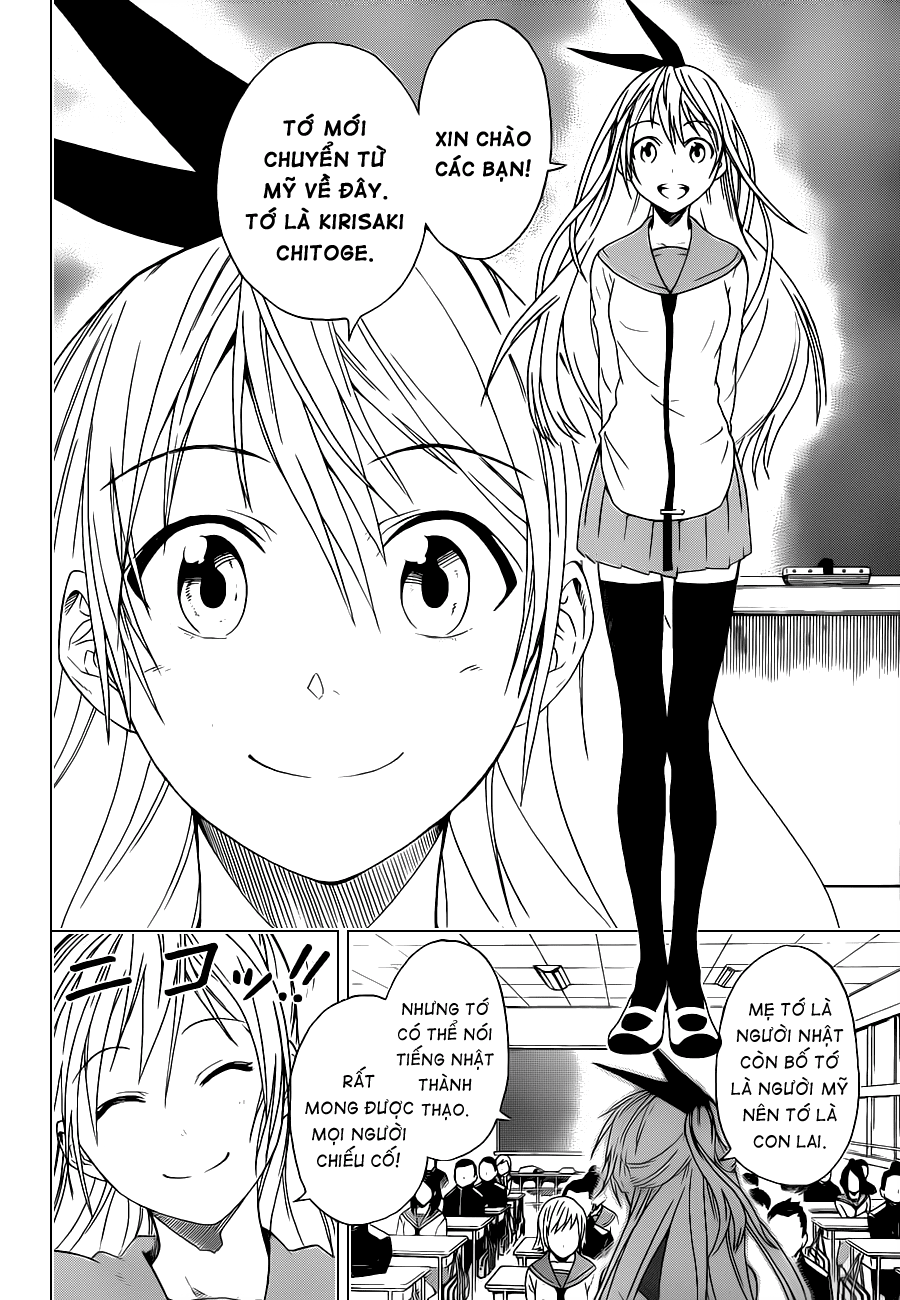 XIN CHÀO
CÁC BẠN!
TỚ MỚI
CHUYỂN TỪ
MỸ VỀ ĐÂY.
TỚ LÀ KIRISAKI
CHITOGE.
MẸ TỚ LÀ
NGƯỜI NHẬT
CÒN BỐ TỚ
LÀ NGƯỜI MỸ
NÊN TỚ LÀ
CON LAI.
NHƯNG TỚ
CÓ THỂ NÓI
TIẾNG NHẬT
THÀNH
THẠO.
RẤT
MONG ĐƯỢC
MỌI NGƯỜI
CHIẾU CỐ!
ニコッ!!